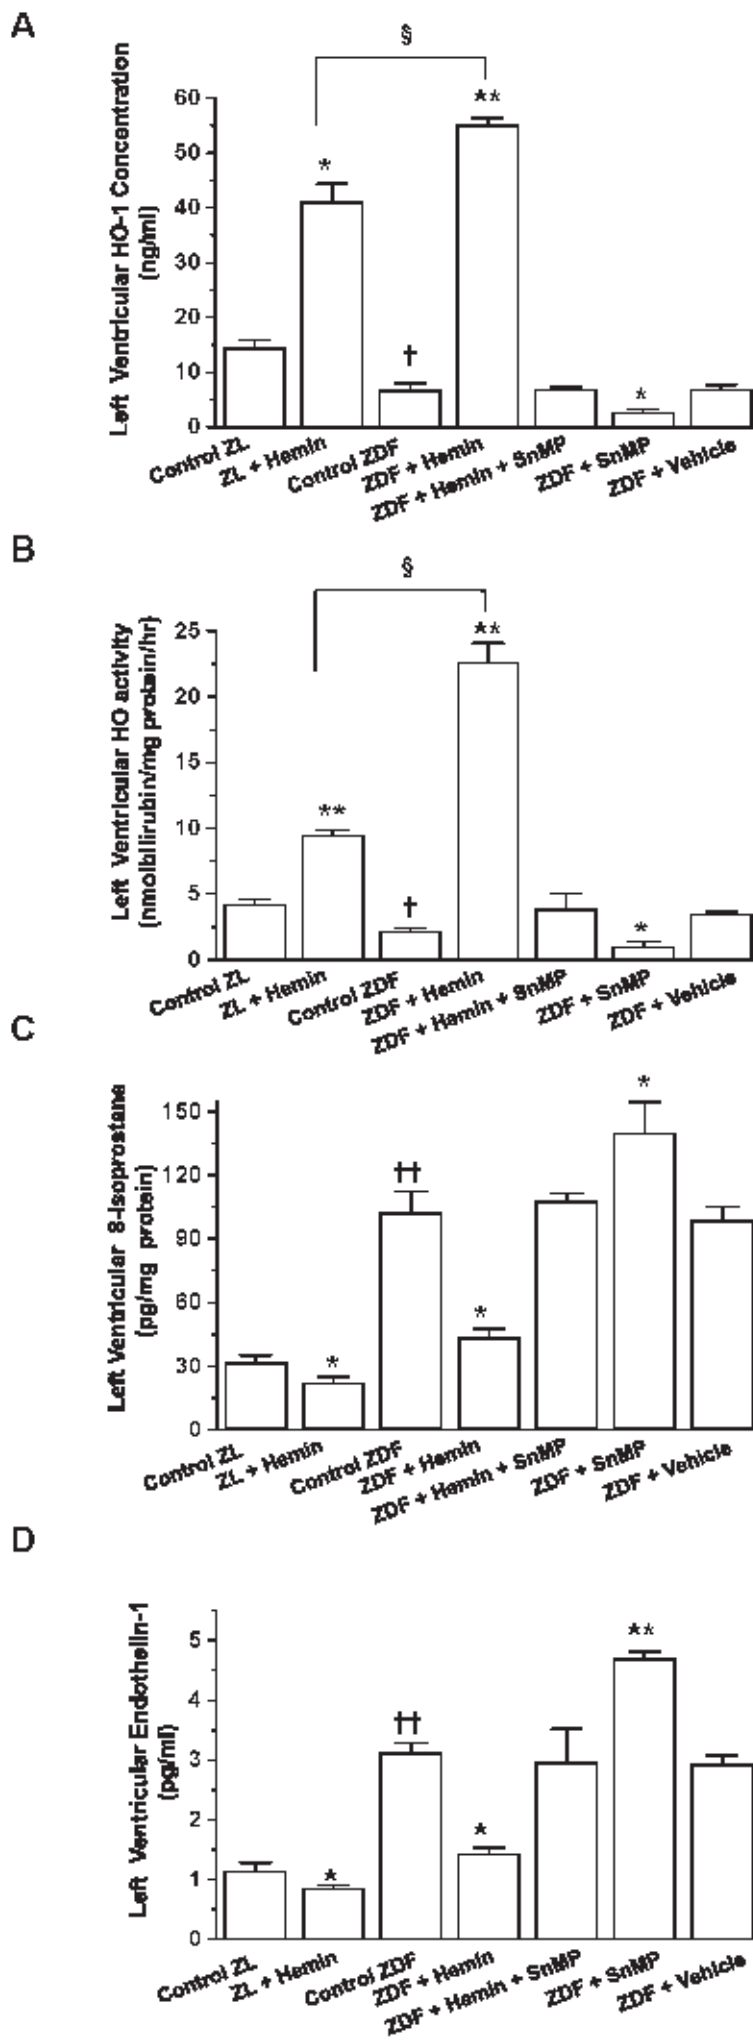 A
§
**
*
†
*
60
50
40
30
20
10
0
Left Ventricular HO-1 Concentration
(ng/ml)
Control ZL
ZL + Hemin
Control ZDF
ZDF + Hemin
ZDF + Hemin + SnMP
ZDF + SnMP
ZDF + Vehicle
B
§
**
**
†
*
25
20
15
10
5
0
Left Ventricular HO activity
(nmolbilirubin/mg protein/hr)
Control ZL
ZL + Hemin
Control ZDF
ZDF + Hemin
ZDF + Hemin + SnMP
ZDF + SnMP
ZDF + Vehicle
C
*
††
*
*
150
120
90
60
30
0
Left Ventricular 8-Isoprostane
(pg/mg protein)
Control ZL
ZL + Hemin
Control ZDF
ZDF + Hemin
ZDF + Hemin + SnMP
ZDF + SnMP
ZDF + Vehicle
D
**
††
*
*
5
4
3
2
1
0
Left Ventricular Endothelin-1
(pg/ml)
Control ZL
ZL + Hemin
Control ZDF
ZDF + Hemin
ZDF + Hemin + SnMP
ZDF + SnMP
ZDF + Vehicle